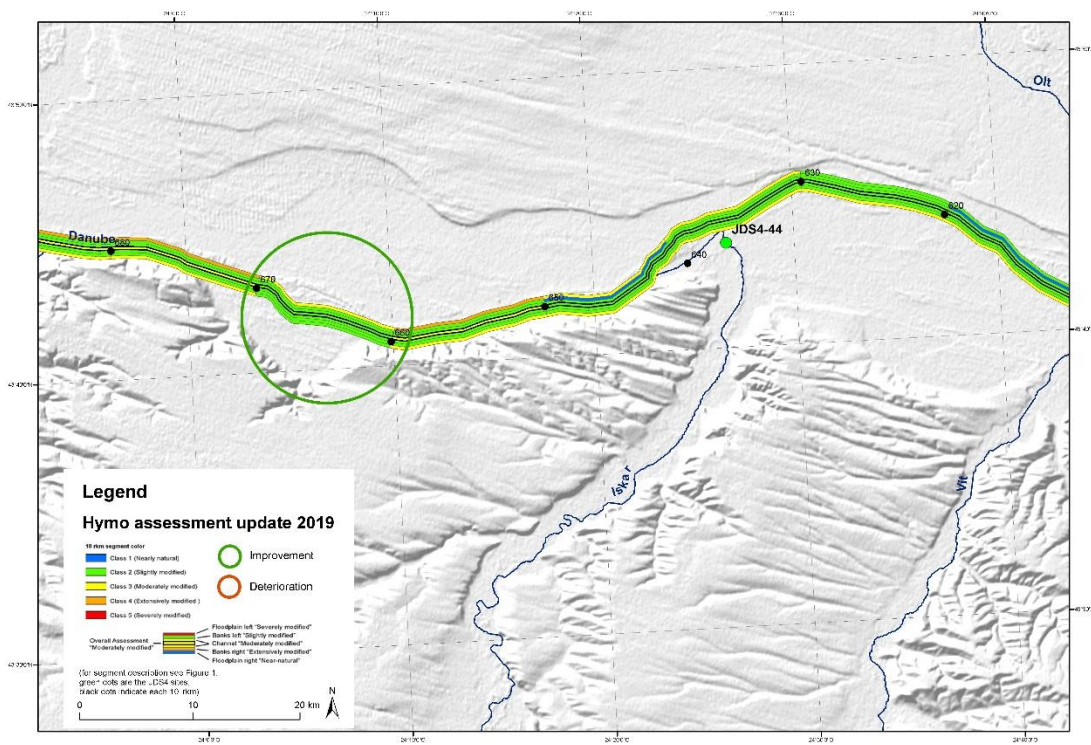 Olt
630
620
JDS4-44
Danube
680
640
670
650
660
Iskar
Vit
Legend
Hymo assessment update 2019
10 rkm segment color
Class 1 (Nearly natural)
Class 2 (Slightly modified)
Class 3 (Moderately modified)
Class 4 (Extensively modified )
Class 5 (Severely modified)
Improvement
Deterioration
Overall Assessment
"Moderately modified"
Floodplain left "Severely modified"
Banks left "Slightly modified"
Channel "Moderately modified"
Banks right "Extensively modified"
Floodplain right "Near-natural"
(for segment description see Figure 1,
green dots are the JDS4 sites,
black dots indicate each 10 rkm)
N
0 10 20 km